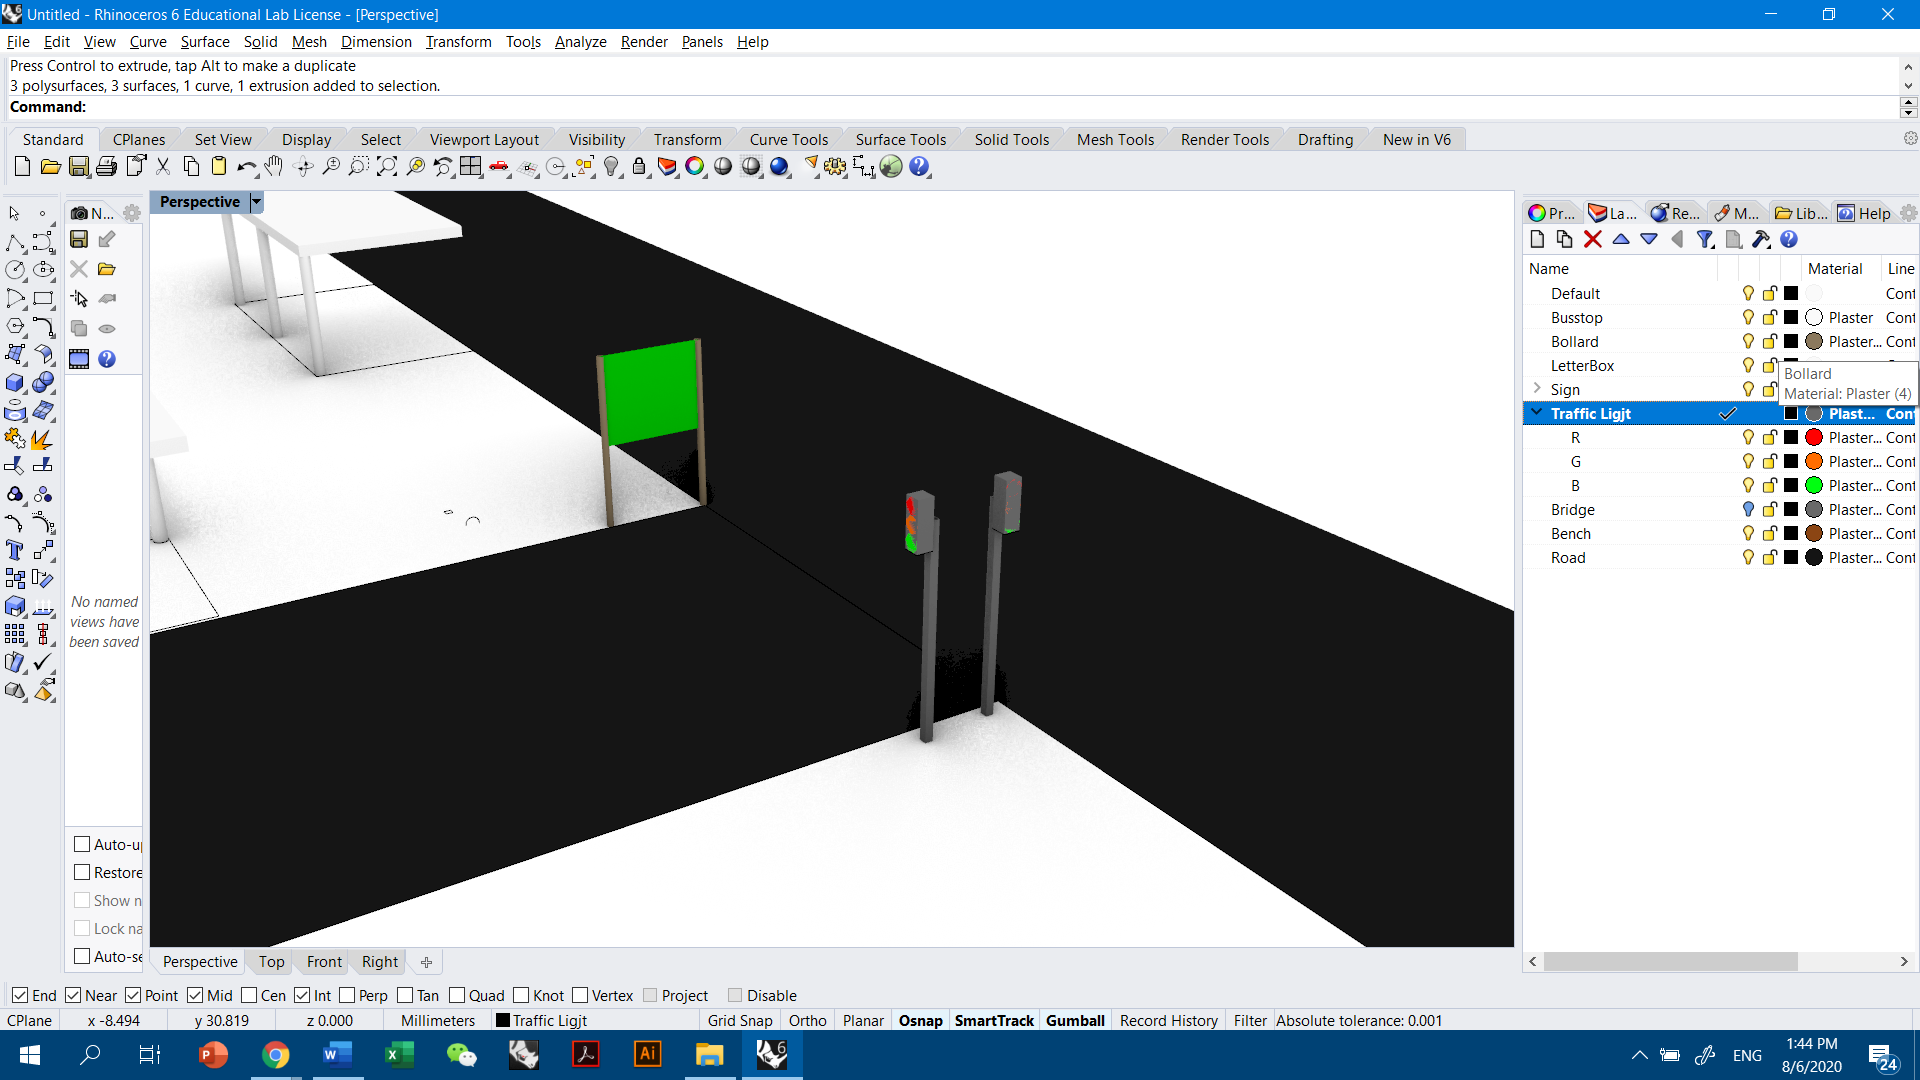 Untitled - Rhinoceros 6 Educational Lab License - [Perspective]
File Edit View Curve Surface Solid Mesh Dimension Transform Tools Analyze Render Panels Help
Press Control to extrude, tap Alt to make a duplicate
3 polysurfaces, 3 surfaces, 1 curve, 1 extrusion added to selection.
Command:
Standard CPlanes Set View Display Select Viewport Layout Visibility Transform Curve Tools Surface Tools Solid Tools Mesh Tools Render Tools Drafting New in V6
N...
Perspective
Pr... La... Re... M... Lib... Help
Name Material Line
Default Cont
Busstop Plaster Cont
Bollard Plaster... Cont
LetterBox
Sign
Bollard
Material: Plaster (4)
Traffic Ligjt Plast... Cont
R Plaster... Cont
G Plaster... Cont
B Plaster... Cont
Bridge Plaster... Cont
Bench Plaster... Cont
Road Plaster... Cont
No named
views have
been saved
Auto-up
Restore
Show n
Lock na
Auto-se
Perspective Top Front Right
End Near Point Mid Cen Int Perp Tan Quad Knot Vertex Project Disable
CPlane x -8.494 y 30.819 z 0.000 Millimeters Traffic Ligjt Grid Snap Ortho Planar Osnap SmartTrack Gumball Record History Filter Absolute tolerance: 0.001
ENG
1:44 PM
8/6/2020
24